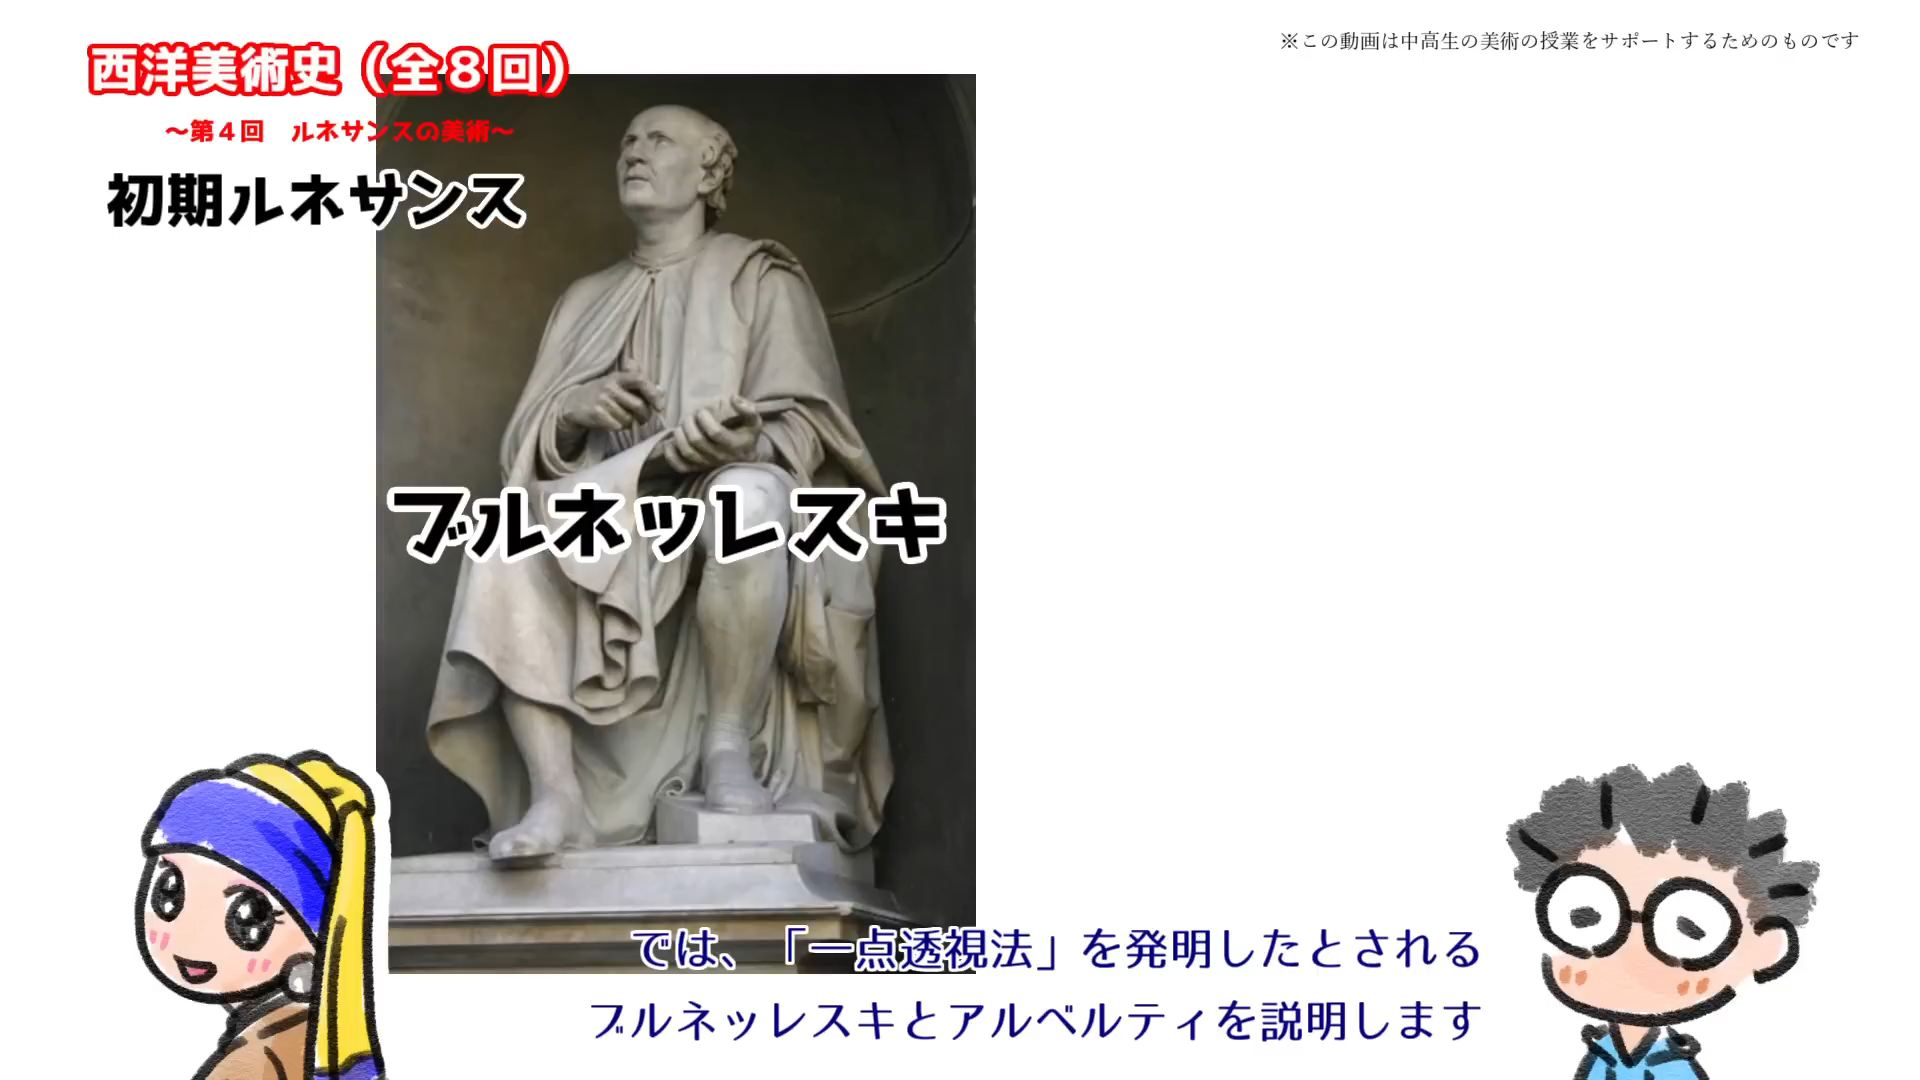 ※この動画は中高生の美術の授業をサポートするためのものです
西洋美術史（全８回）
～第４回　ルネサンスの美術～
初期ルネサンス
ブルネッレスキ
では、「一点透視法」を発明したとされる
ブルネッレスキとアルベルティを説明します